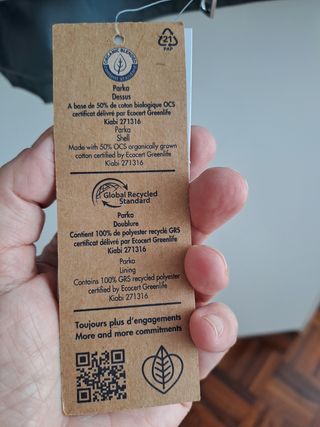 ORGANIC BLENDED
21
PAP
Parka
Dessus
A base de 50% de coton biologique OCS
certificat délivré par Ecocert Greenlife
Kiabi 271316
Parka
Shell
Made with 50% OCS organically grown
cotton certified by Ecocert Greenlife
Kiabi 271316
Global Recycled
Standard
Parka
Doublure
Contient 100% de polyester recyclé GRS
certifié délivré par Ecocert Greenlife
Kiabi 271316
Parka
Lining
Contains 100% GRS recycled polyester
certified by Ecocert Greenlife
Kiabi 271316
Toujours plus d'engagements
More and more commitments